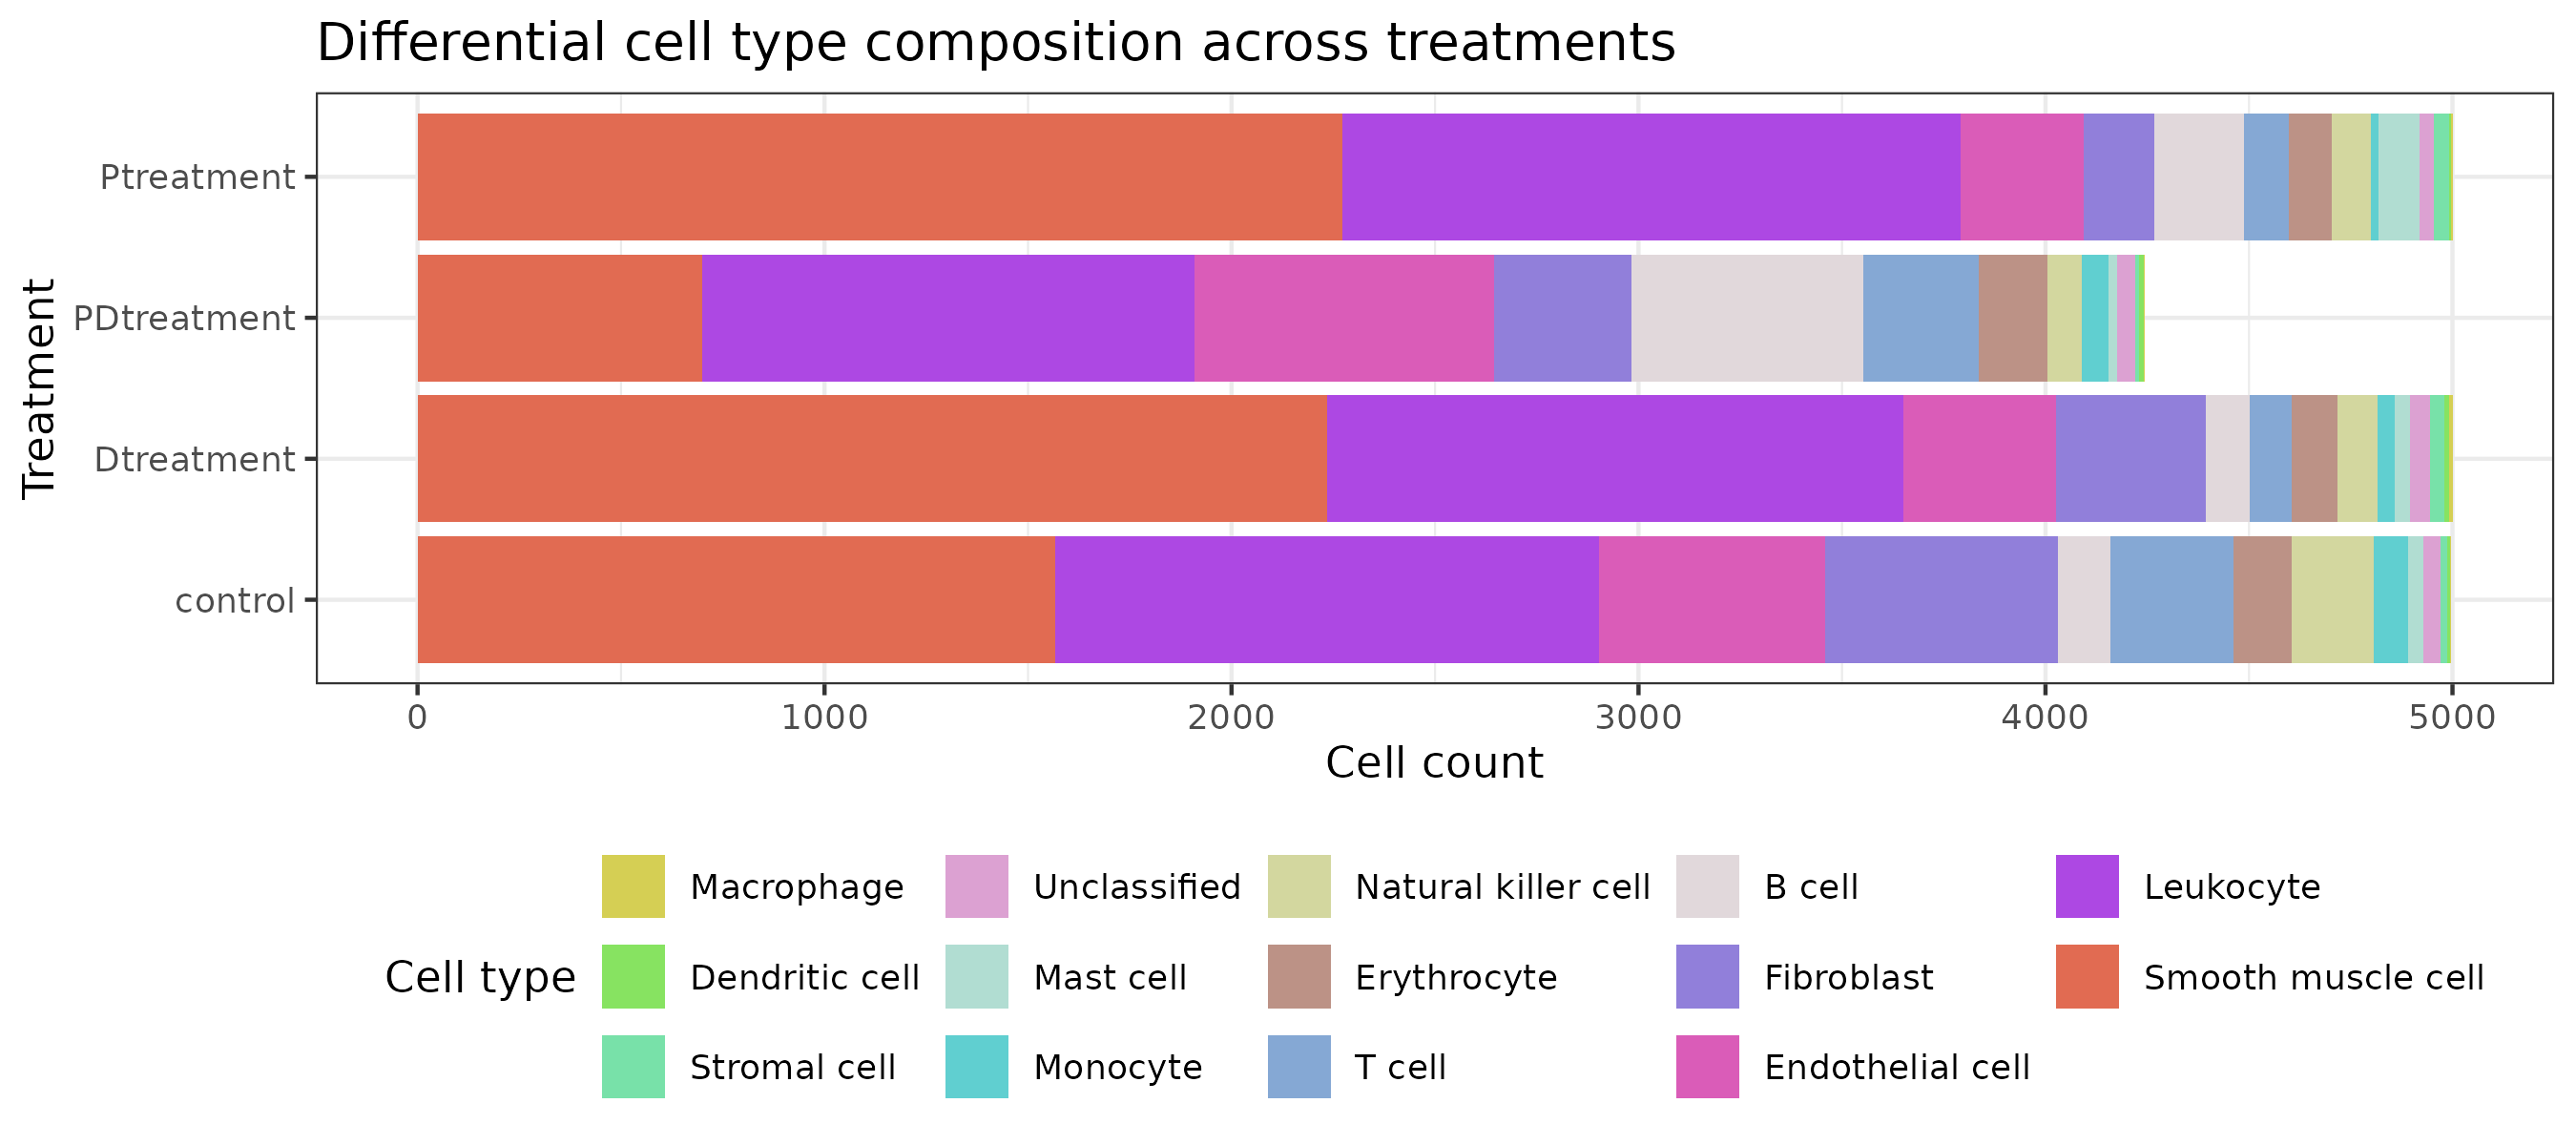 Differential cell type composition across treatments
Treatment
Ptreatment
PDtreatment
Dtreatment
control
0 1000 2000 3000 4000 5000
Cell count
Cell type
Macrophage Unclassified Natural killer cell B cell Leukocyte
Dendritic cell Mast cell Erythrocyte Fibroblast Smooth muscle cell
Stromal cell Monocyte T cell Endothelial cell